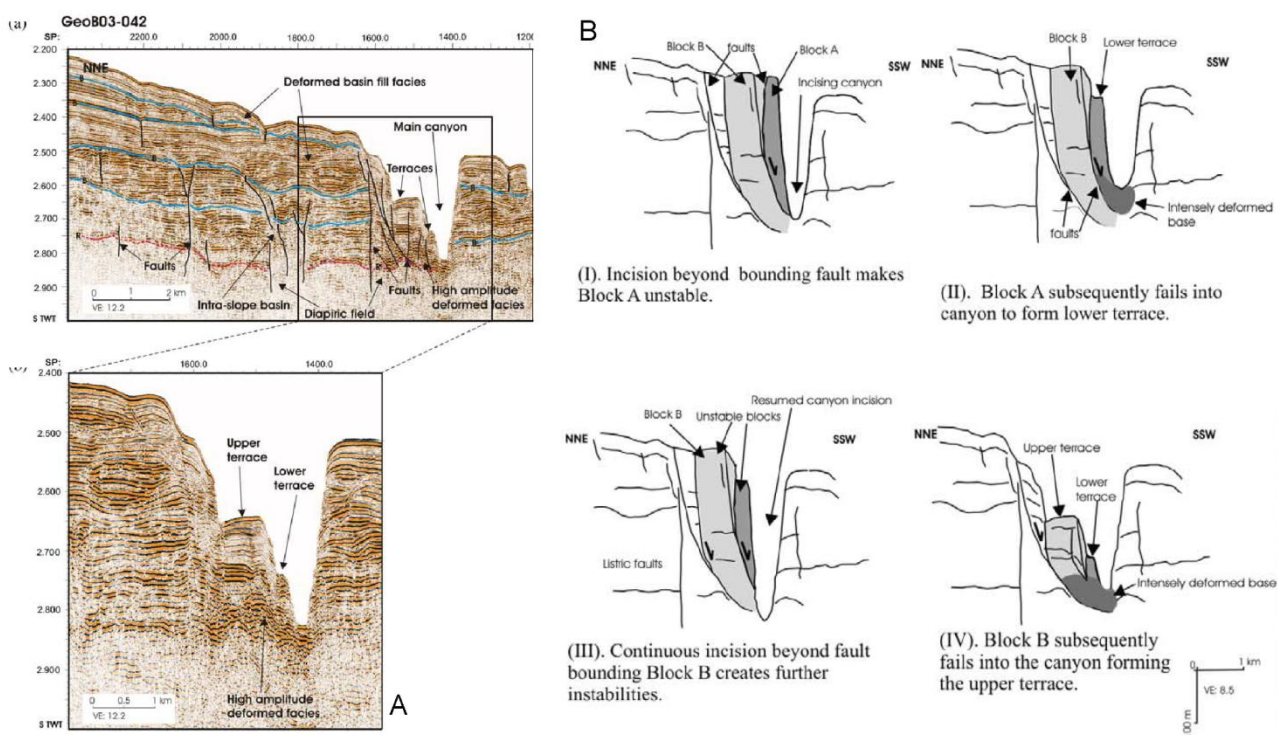 GeoB03-042
SP: 2200.0 2000.0 1800.0 1600.0 1400.0
2.200
2.300
2.400
2.500
2.600
2.700
2.800
2.900
S TWT
NNE
Deformed basin fill facies
Main canyon
Terraces
B
B
B
B
R
R
Faults
Intra-slope basin
Diapiric field
Faults
High amplitude
deformed facies
0 1 2 km
VE: 12.2
SP: 1600.0 1400.0
2.400
2.500
2.600
2.700
2.800
2.900
S TWT
Upper
terrace
Lower
terrace
High amplitude
deformed facies
0 0.5 1 km
VE: 12.2
A
B
NNE
Block B
faults
Block A
SSW
Incising canyon
(I). Incision beyond bounding fault makes
Block A unstable.
NNE
Block B
Lower terrace
SSW
Intensely deformed
base
faults
(II). Block A subsequently fails into
canyon to form lower terrace.
NNE
Block B
Unstable blocks
Resumed canyon incision
SSW
Listric faults
(III). Continuous incision beyond fault
bounding Block B creates further
instabilities.
NNE
Upper terrace
Lower
terrace
SSW
Intensely deformed base
(IV). Block B subsequently
fails into the canyon forming
the upper terrace.
0 1 km
VE: 8.5